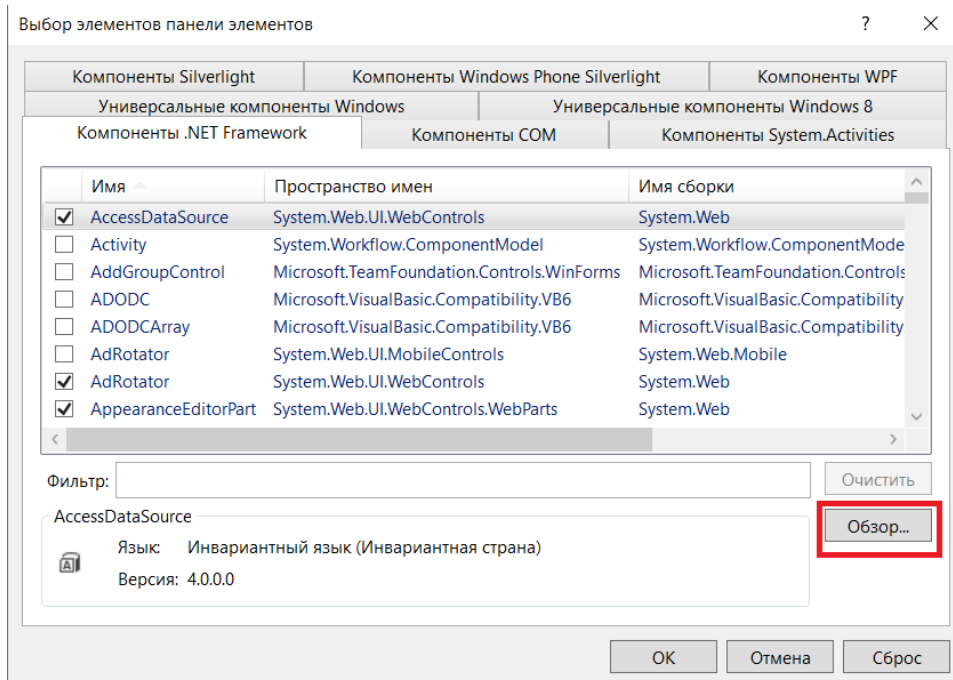 Выбор элементов панели элементов ?
Компоненты Silverlight Компоненты Windows Phone Silverlight Компоненты WPF
Универсальные компоненты Windows Универсальные компоненты Windows 8
Компоненты .NET Framework Компоненты COM Компоненты System.Activities
Имя Пространство имен Имя сборки
AccessDataSource System.Web.UI.WebControls System.Web
Activity System.Workflow.ComponentModel System.Workflow.ComponentMode
AddGroupControl Microsoft.TeamFoundation.Controls.WinForms Microsoft.TeamFoundation.Controls
ADODC Microsoft.VisualBasic.Compatibility.VB6 Microsoft.VisualBasic.Compatibility
ADODCArray Microsoft.VisualBasic.Compatibility.VB6 Microsoft.VisualBasic.Compatibility
AdRotator System.Web.UI.MobileControls System.Web.Mobile
AdRotator System.Web.UI.WebControls System.Web
AppearanceEditorPart System.Web.UI.WebControls.WebParts System.Web
Фильтр: Очистить
AccessDataSource Обзор...
Язык: Инвариантный язык (Инвариантная страна)
Версия: 4.0.0.0
ОК Отмена Сброс